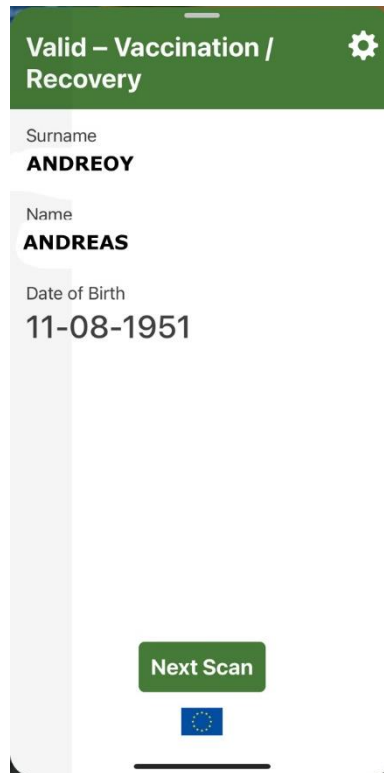 Valid – Vaccination /
Recovery
Surname
ANDREOY
Name
ANDREAS
Date of Birth
11-08-1951
Next Scan